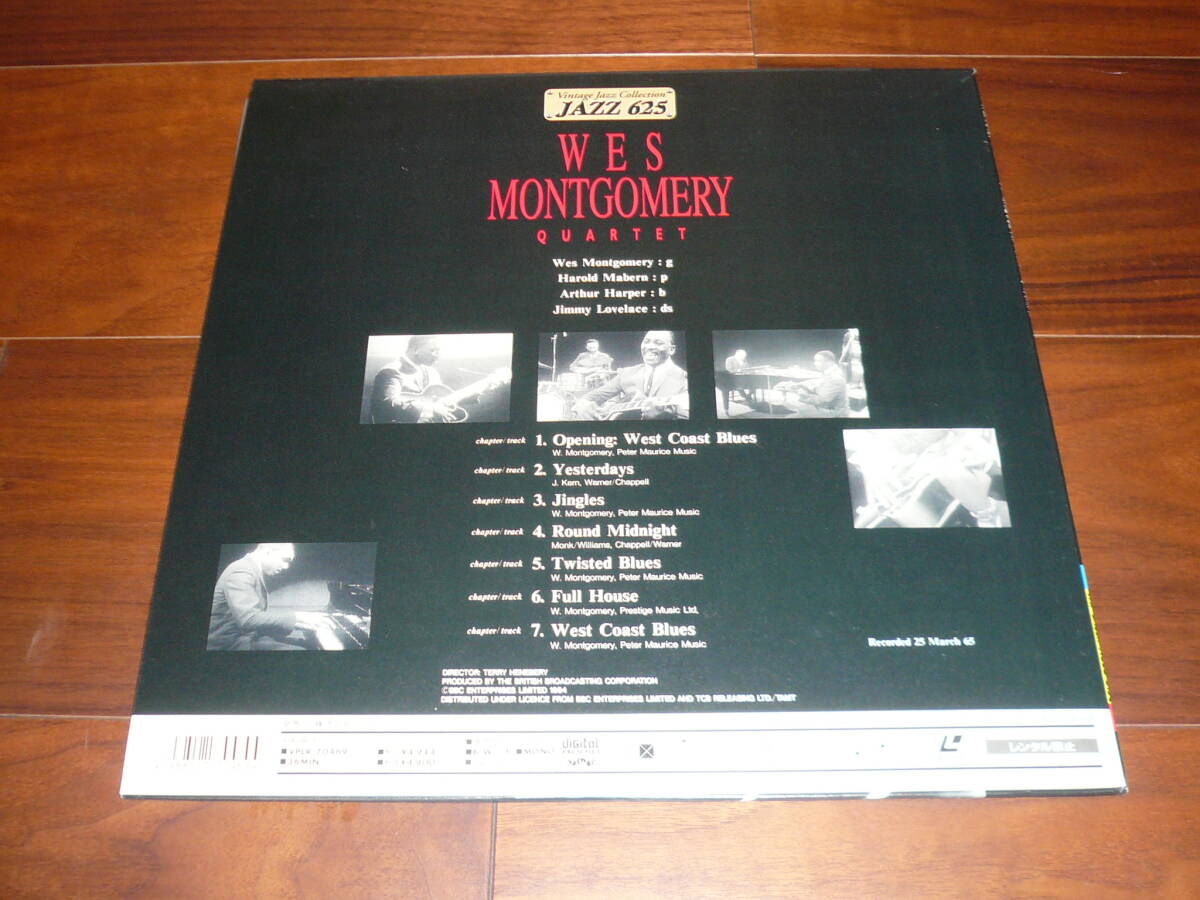 Vintage Jazz Collection
JAZZ 625
WES
MONTGOMERY
QUARTET
Wes Montgomery : g
Harold Mabern : p
Arthur Harper : b
Jimmy Lovelace : ds
chapter/track 1. Opening: West Coast Blues
W. Montgomery, Peter Maurice Music
chapter/track 2. Yesterdays
J. Kern, Warner/Chappell
chapter/track 3. Jingles
W. Montgomery, Peter Maurice Music
chapter/track 4. Round Midnight
Monk/Williams, Chappell/Warner
chapter/track 5. Twisted Blues
W. Montgomery, Peter Maurice Music
chapter/track 6. Full House
W. Montgomery, Prestige Music Ltd,
chapter/track 7. West Coast Blues
W. Montgomery, Peter Maurice Music
Recorded 25 March 65
DIRECTOR: TERRY HENEBERY
PRODUCED BY THE BRITISH BROADCASTING CORPORATION
DISTRIBUTED UNDER LICENCE FROM BBC ENTERPRISES LIMITED AND TCB RELEASING LTD./TAMT
VPLR-70469
36MIN
MONO
digital
レンタル禁止